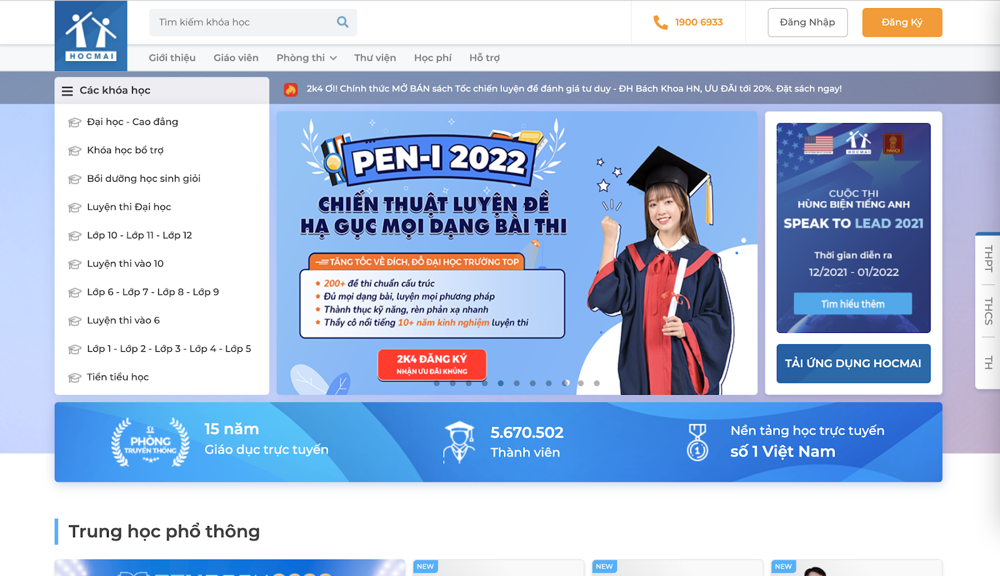 HOCMAI
Tìm kiếm khóa học
1900 6933
Đăng Nhập
Đăng Ký
Giới thiệu
Giáo viên
Phòng thi
Thư viện
Học phí
Hỗ trợ
Các khóa học
2k4 ƠI! Chính thức MỞ BÁN sách Tốc chiến luyện đề đánh giá tư duy - ĐH Bách Khoa HN, ƯU ĐÃI tới 20%. Đặt sách ngay!
Đại học - Cao đẳng
Khóa học bổ trợ
Bồi dưỡng học sinh giỏi
Luyện thi Đại học
Lớp 10 - Lớp 11 - Lớp 12
Luyện thi vào 10
Lớp 6 - Lớp 7 - Lớp 8 - Lớp 9
Luyện thi vào 6
Lớp 1 - Lớp 2 - Lớp 3 - Lớp 4 - Lớp 5
Tiền tiểu học
PEN-I 2022
CHIẾN THUẬT LUYỆN ĐỀ
HẠ GỤC MỌI DẠNG BÀI THI
TĂNG TỐC VỀ ĐÍCH, ĐỖ ĐẠI HỌC TRƯỜNG TOP
200+ đề thi chuẩn cấu trúc
Đủ mọi dạng bài, luyện mọi phương pháp
Thành thục kỹ năng, rèn phản xạ nhanh
Thầy cô nổi tiếng 10+ năm kinh nghiệm luyện thi
2K4 ĐĂNG KÝ
NHẬN ƯU ĐÃI KHỦNG
HOCMAI
HANOI
CUỘC THI
HÙNG BIỆN TIẾNG ANH
SPEAK TO LEAD 2021
Thời gian diễn ra
12/2021 - 01/2022
Tìm hiểu thêm
TẢI ỨNG DỤNG HOCMAI
THPT
THCS
TH
PHÒNG
TRUYỀN THỐNG
15 năm
Giáo dục trực tuyến
5.670.502
Thành viên
Nền tảng học trực tuyến
số 1 Việt Nam
Trung học phổ thông
NEW
NEW
NEW